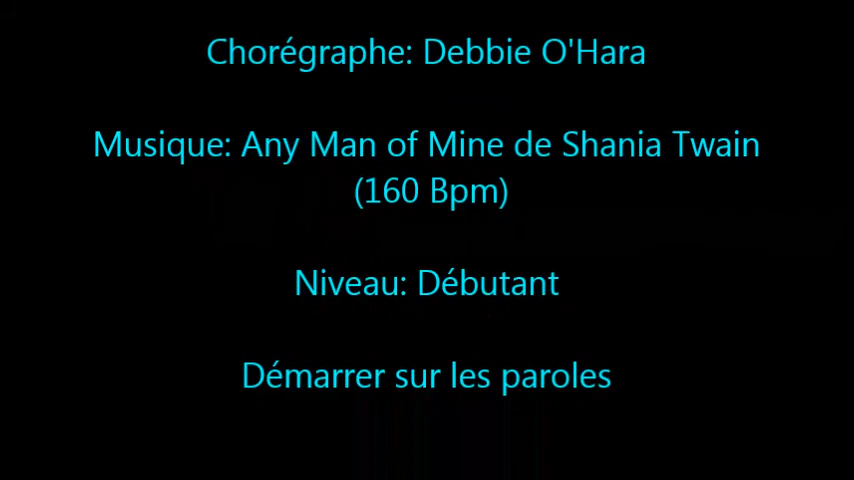 Chorégraphe: Debbie O'Hara
Musique: Any Man of Mine de Shania Twain
(160 Bpm)
Niveau: Débutant
Démarrer sur les paroles